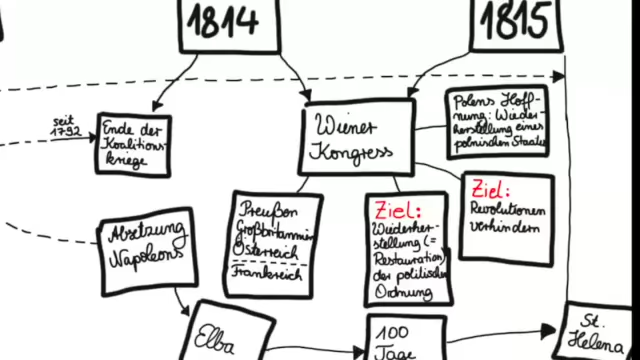 1814
1815
seit
1792
Ende der
Koalitions
kriege
Wiener
Kongress
Polens Hoff-
nung: Wieder-
herstellung eines
polnischen Staates
Ziel:
Revolutionen
verhindern
Absetzung
Napoleons
Preußen
Großbritannien
Österreich
Frankreich
Ziel:
Wiederher-
stellung (=
Restauration)
der politischen
Ordnung
Elba
100
Tage
St.
Helena